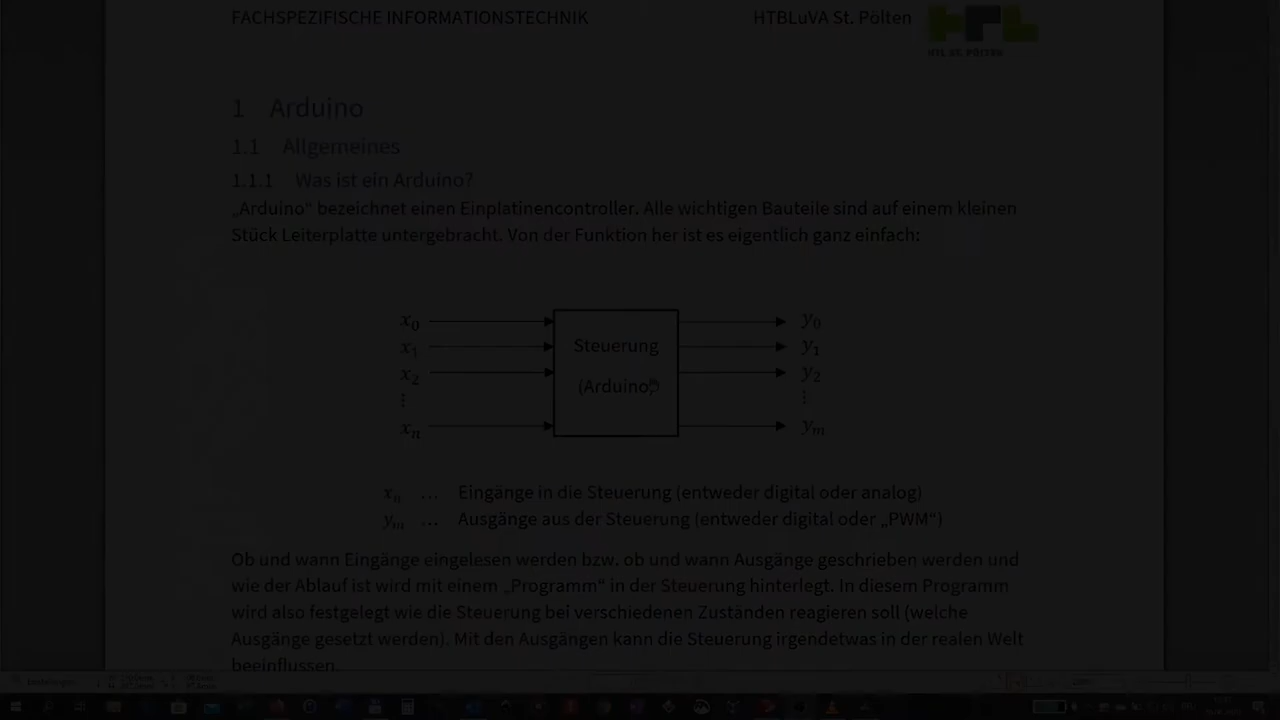 FACHSPEZIFISCHE INFORMATIONSTECHNIK HTBLuVA St. Pölten
HTL ST. PÖLTEN
1 Arduino
1.1 Allgemeines
1.1.1 Was ist ein Arduino?
„Arduino“ bezeichnet einen Einplatinencontroller. Alle wichtigen Bauteile sind auf einem kleinen
Stück Leiterplatte untergebracht. Von der Funktion her ist es eigentlich ganz einfach:
x0 y0
Steuerung
x1 y1
x2 y2
(Arduino)
⋮ ⋮
xn ym
xn … Eingänge in die Steuerung (entweder digital oder analog)
ym … Ausgänge aus der Steuerung (entweder digital oder „PWM“)
Ob und wann Eingänge eingelesen werden bzw. ob und wann Ausgänge geschrieben werden und
wie der Ablauf ist wird mit einem „Programm“ in der Steuerung hinterlegt. In diesem Programm
wird also festgelegt wie die Steuerung bei verschiedenen Zuständen reagieren soll (welche
Ausgänge gesetzt werden). Mit den Ausgängen kann die Steuerung irgendetwas in der realen Welt
beeinflussen.